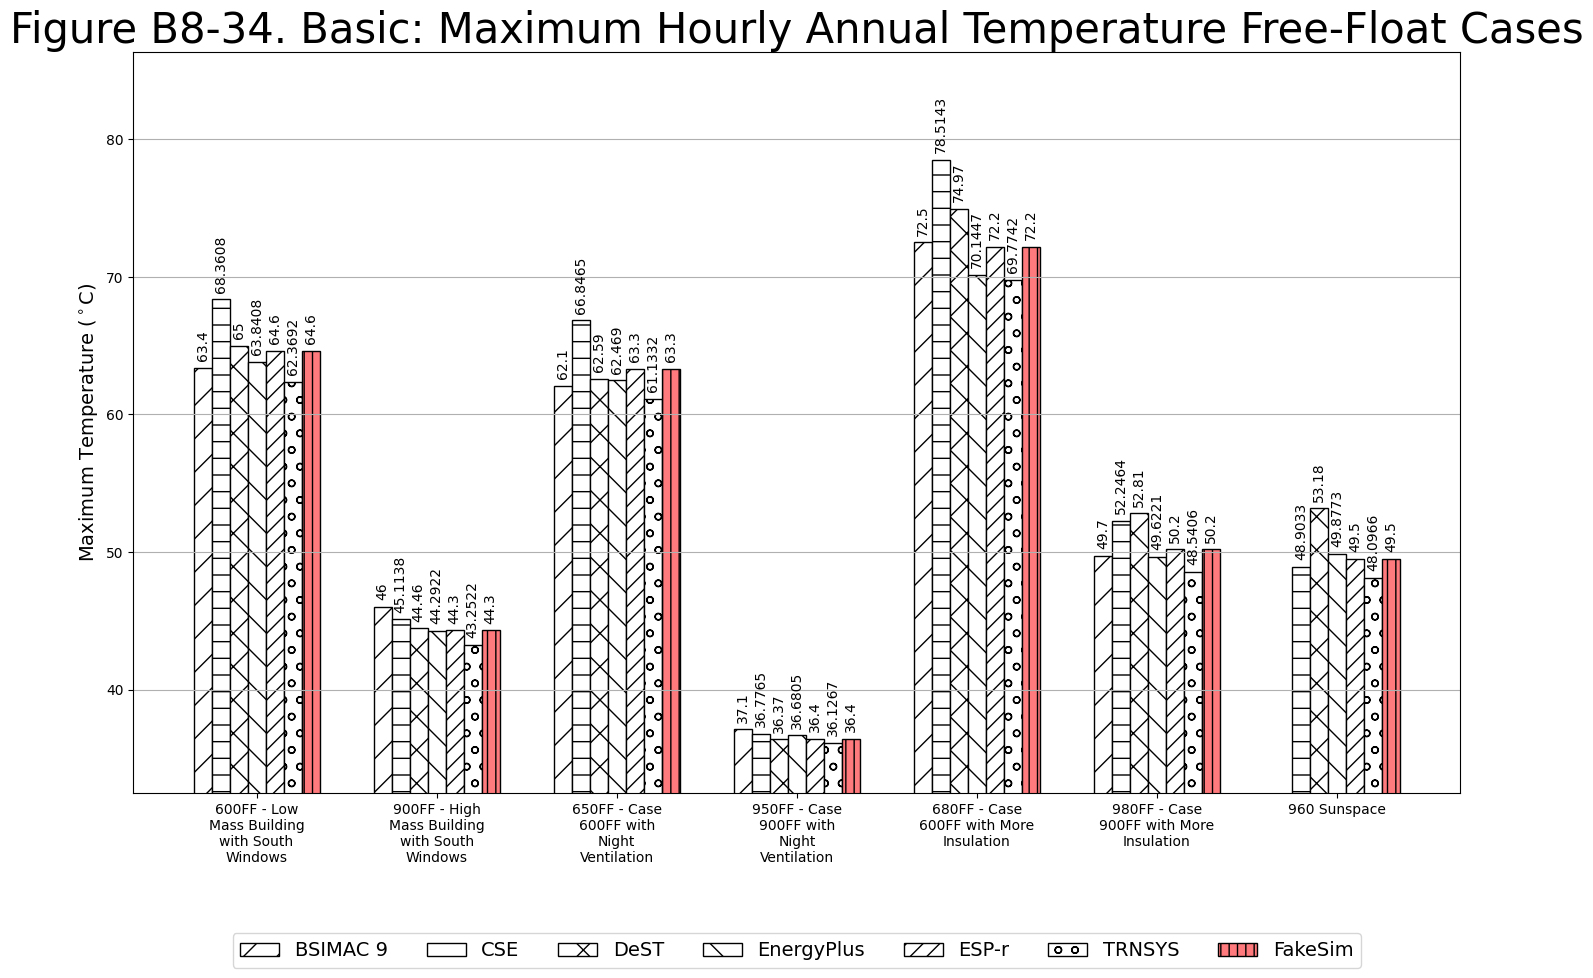 Figure B8-34. Basic: Maximum Hourly Annual Temperature Free-Float Cases
Maximum Temperature (°C)
80
70
60
50
40
63.4
68.3608
65
63.8408
64.6
62.3692
64.6
46
45.1138
44.46
44.2922
44.3
43.2522
44.3
62.1
66.8465
62.59
62.469
63.3
61.1332
63.3
37.1
36.7765
36.37
36.6805
36.4
36.1267
36.4
72.5
78.5143
74.97
70.1447
72.2
69.7742
72.2
49.7
52.2464
52.81
49.6221
50.2
48.5406
50.2
48.9033
53.18
49.8773
49.5
48.0966
49.5
600FF - Low
Mass Building
with South
Windows
900FF - High
Mass Building
with South
Windows
650FF - Case
600FF with
Night
Ventilation
950FF - Case
900FF with
Night
Ventilation
680FF - Case
600FF with More
Insulation
980FF - Case
900FF with More
Insulation
960 Sunspace
BSIMAC 9
CSE
DeST
EnergyPlus
ESP-r
TRNSYS
FakeSim